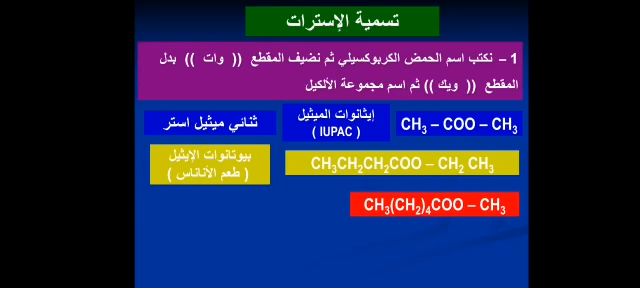 تسمية الإسترات
1 – نكتب اسم الحمض الكربوكسيلي ثم نضيف المقطع (( وات )) بدل
المقطع (( ويك )) ثم اسم مجموعة الألكيل
CH₃ – COO – CH₃
إيثانوات الميثيل
( IUPAC )
ثنائي ميثيل استر
CH₃CH₂CH₂COO – CH₂ CH₃
بيوتانوات الإيثيل
( طعم الأناناس )
CH₃(CH₂)₄COO – CH₃